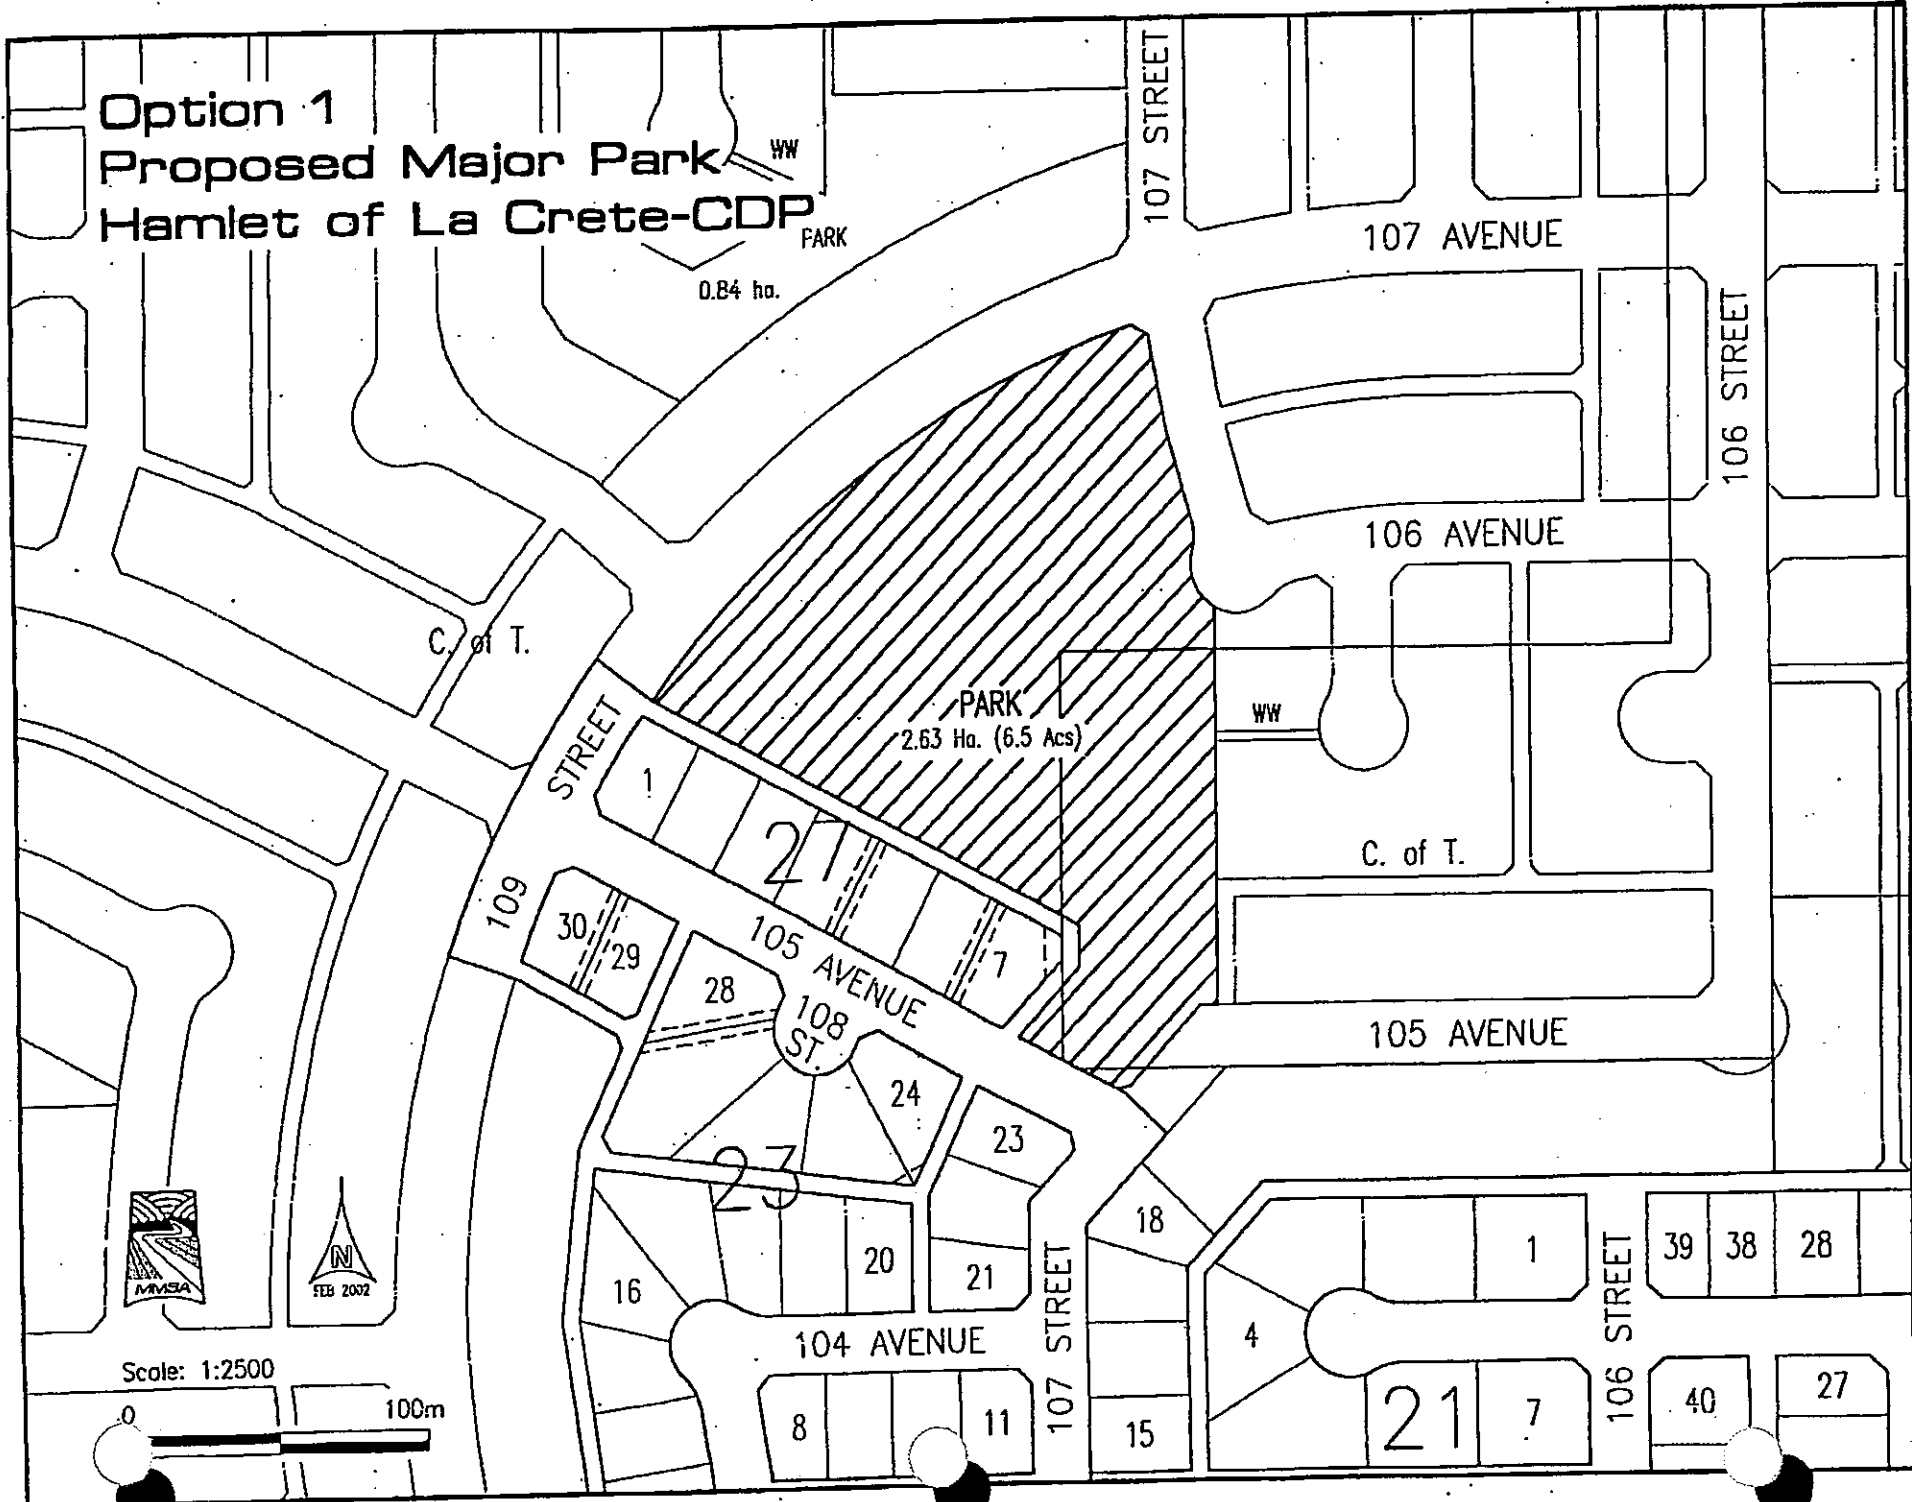 Option 1
Proposed Major Park
Hamlet of La Crete-CDP
WW
PARK
0.84 ha.
107 STREET
107 AVENUE
106 STREET
106 AVENUE
C. of T.
PARK
2.63 Ha. (6.5 Acs)
WW
STREET
1
27
C. of T.
109
30
29
105 AVENUE
7
28
108
ST.
105 AVENUE
24
23
23
18
20
21
16
1
39
38
28
107 STREET
106 STREET
104 AVENUE
4
MMSA
N
FEB 2002
Scale: 1:2500
0
100m
8
11
15
21
7
40
27